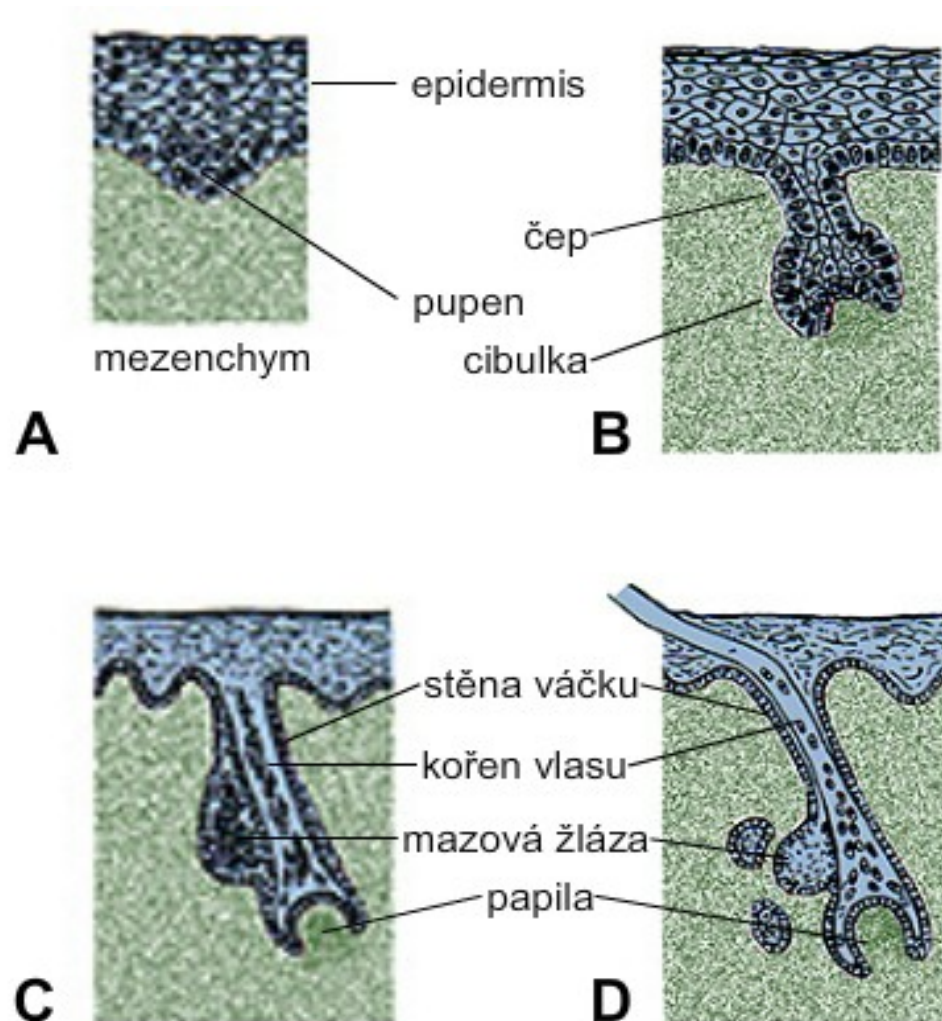 epidermis
čep
pupen
mezenchym
cibulka
A
B
stěna váčku
kořen vlasu
mazová žláza
papila
C
D